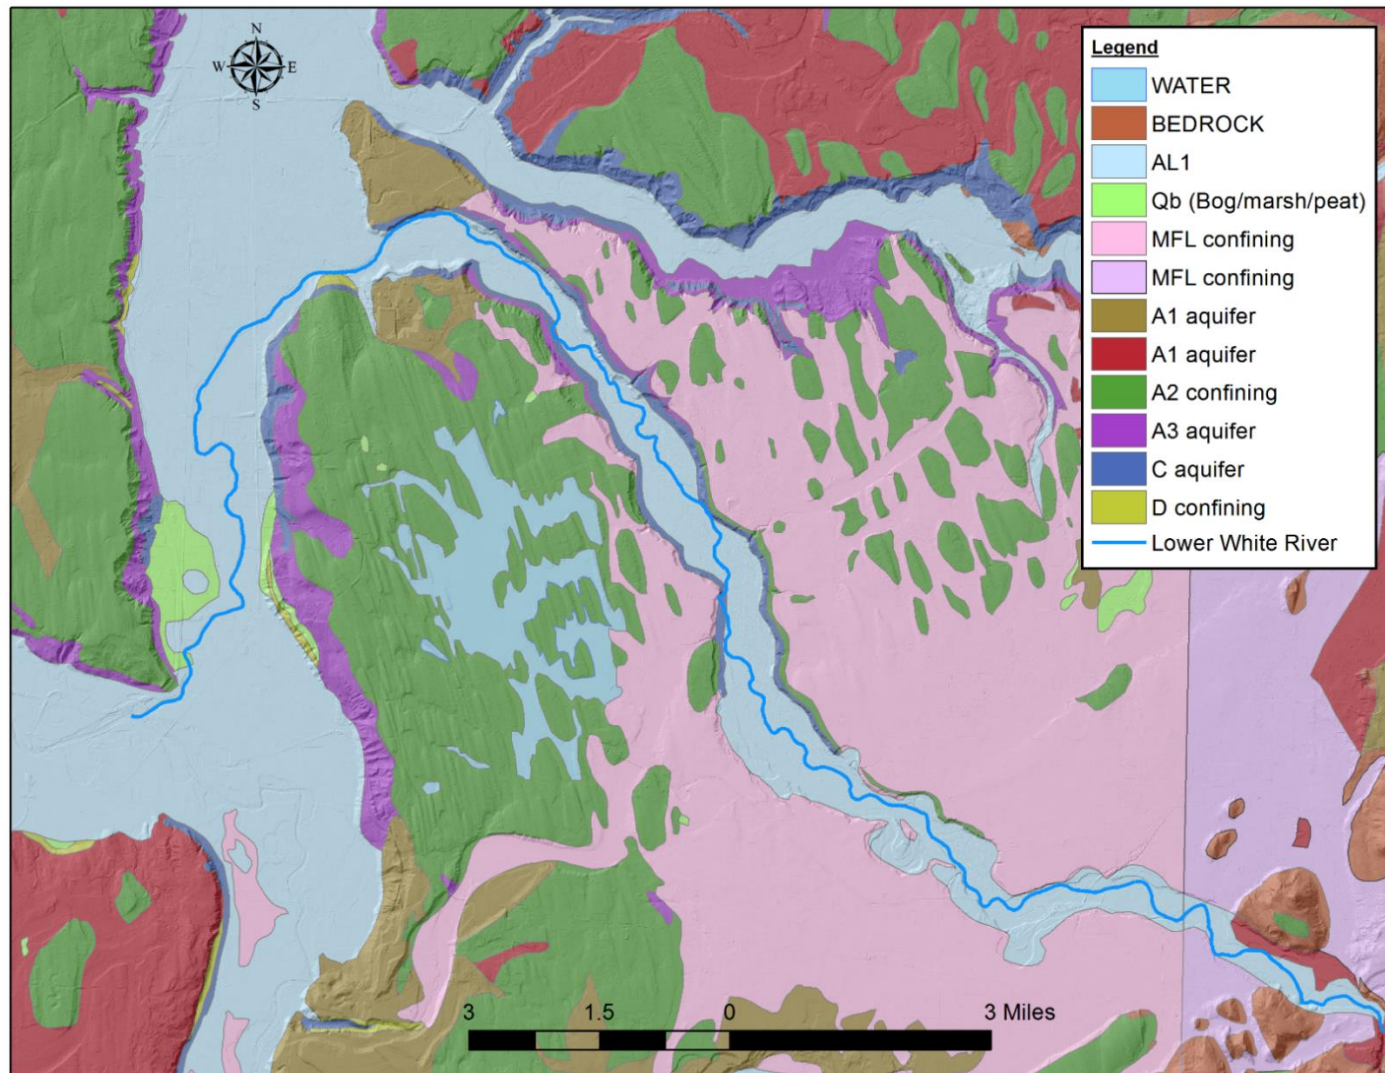 N
W E
S
Legend
WATER
BEDROCK
AL1
Qb (Bog/marsh/peat)
MFL confining
MFL confining
A1 aquifer
A1 aquifer
A2 confining
A3 aquifer
C aquifer
D confining
Lower White River
3 1.5 0 3 Miles